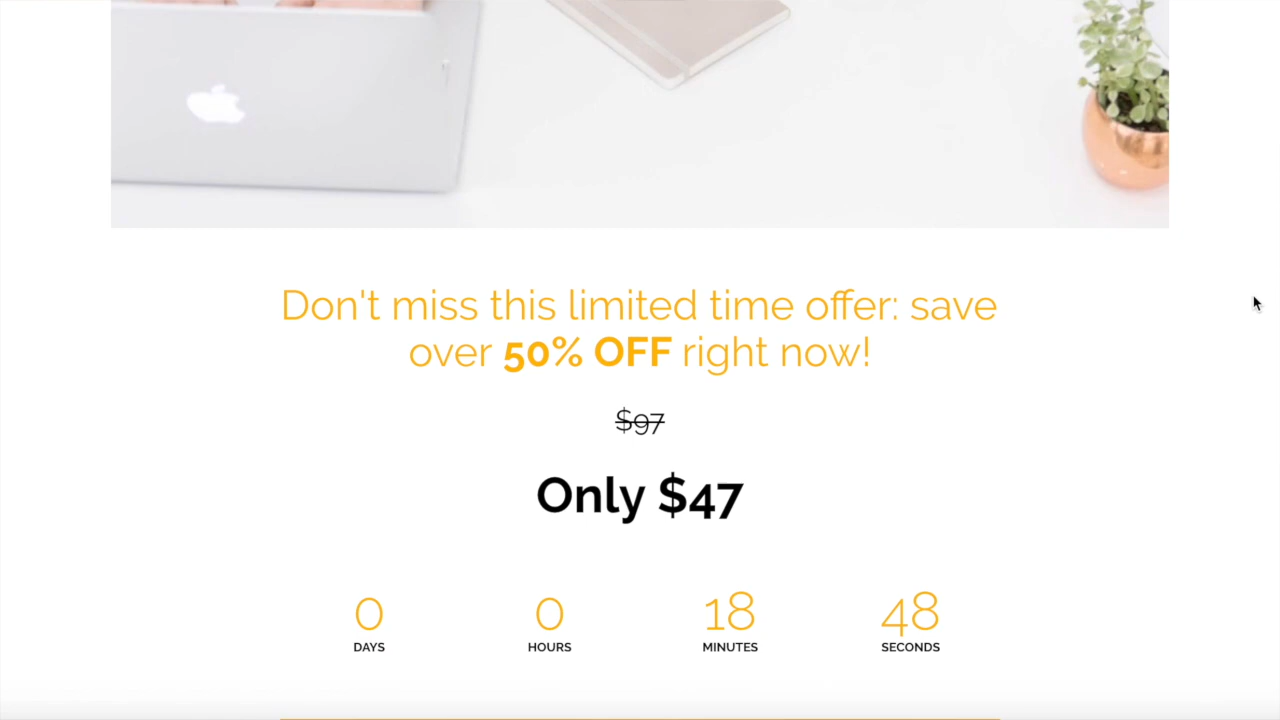 Don't miss this limited time offer: save
over 50% OFF right now!
$97
Only $47
0 0 18 48
DAYS HOURS MINUTES SECONDS